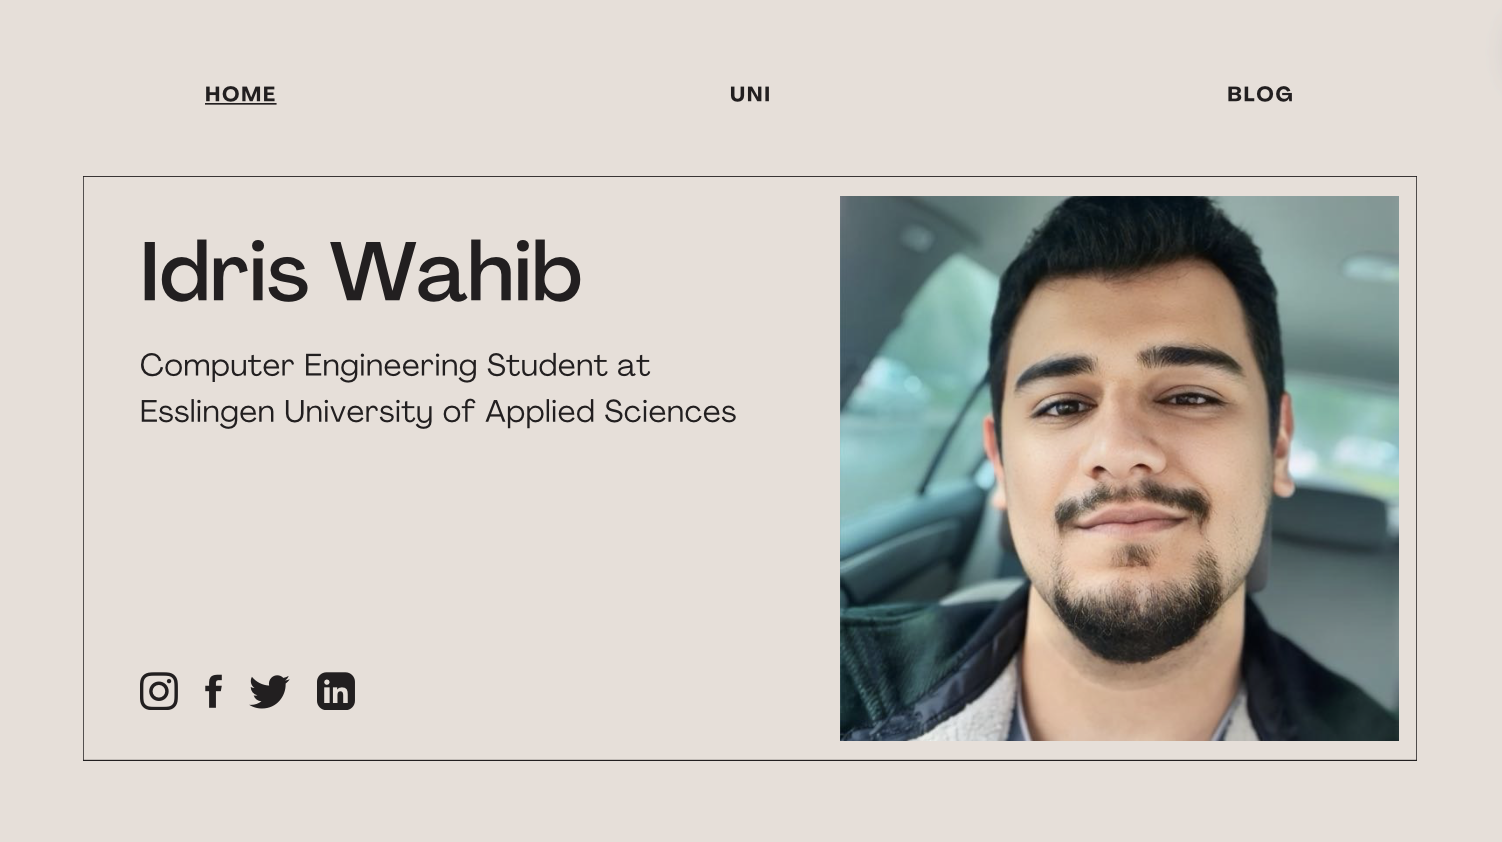 HOME
UNI
BLOG
Idris Wahib
Computer Engineering Student at
Esslingen University of Applied Sciences